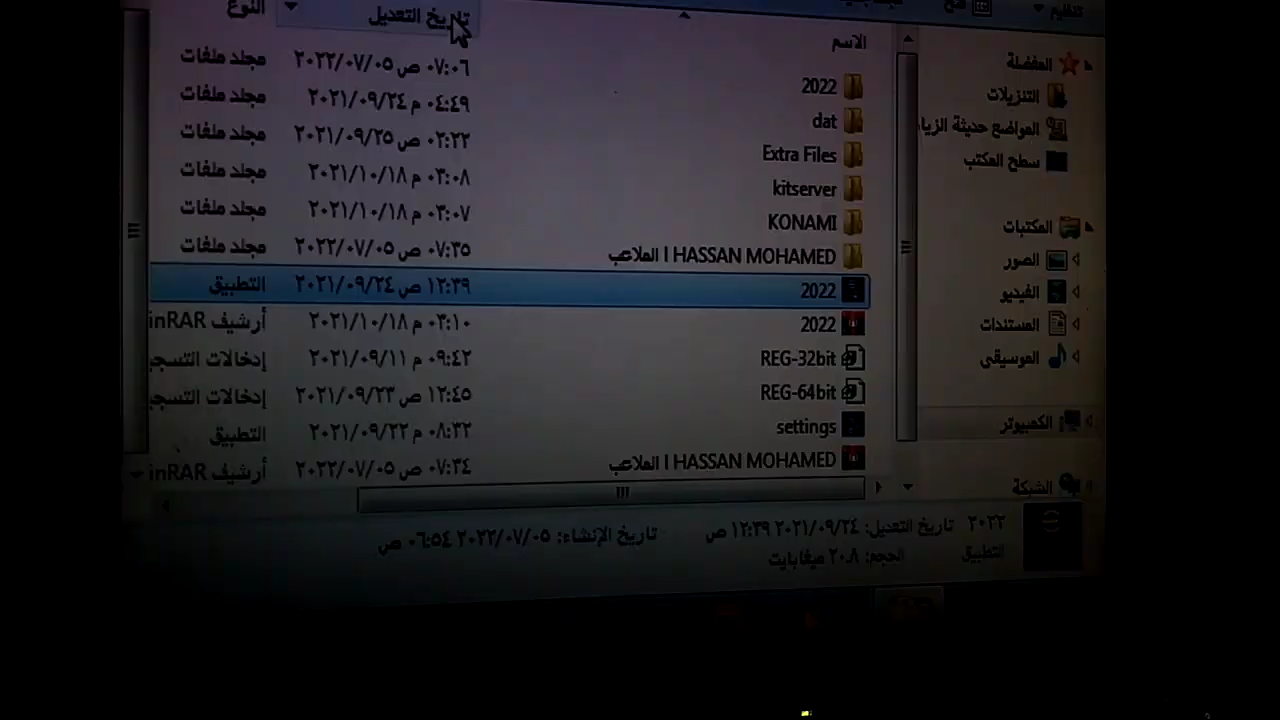 تنظيم
فتح
المفضلة
التنزيلات
المواضع حديثة الزيا
سطح المكتب
المكتبات
الصور
الفيديو
المستندات
الموسيقى
الكمبيوتر
الشبكة
الاسم تاريخ التعديل النوع
2022 ٠٧:٠٦ ص ٢٠٢٢/٠٧/٠٥ مجلد ملفات
dat ٠٤:٤٩ م ٢٠٢١/٠٩/٢٤ مجلد ملفات
Extra Files ٠٣:٢٢ ص ٢٠٢١/٠٩/٢٥ مجلد ملفات
kitserver ٠٣:٠٨ م ٢٠٢١/١٠/١٨ مجلد ملفات
KONAMI ٠٣:٠٧ م ٢٠٢١/١٠/١٨ مجلد ملفات
الملاعب ا HASSAN MOHAMED ٠٧:٣٥ ص ٢٠٢٢/٠٧/٠٥ مجلد ملفات
2022 ١٢:٣٩ ص ٢٠٢١/٠٩/٢٤ التطبيق
2022 ٠٣:١٠ م ٢٠٢١/١٠/١٨ أرشيف inRAR
REG-32bit ٠٩:٤٢ م ٢٠٢١/٠٩/١١ إدخالات التسجي
REG-64bit ١٢:٤٥ ص ٢٠٢١/٠٩/٢٣ إدخالات التسجي
settings ٠٨:٣٢ م ٢٠٢١/٠٩/٢٢ التطبيق
الملاعب ا HASSAN MOHAMED ٠٧:٣٤ ص ٢٠٢٢/٠٧/٠٥ أرشيف inRAR
٢٠٢٢ تاريخ التعديل: ٢٠٢١/٠٩/٢٤ ١٢:٣٩ ص تاريخ الإنشاء: ٢٠٢٢/٠٧/٠٥ ٠٦:٥٤ ص
التطبيق الحجم: ٢٠.٨ ميغابايت